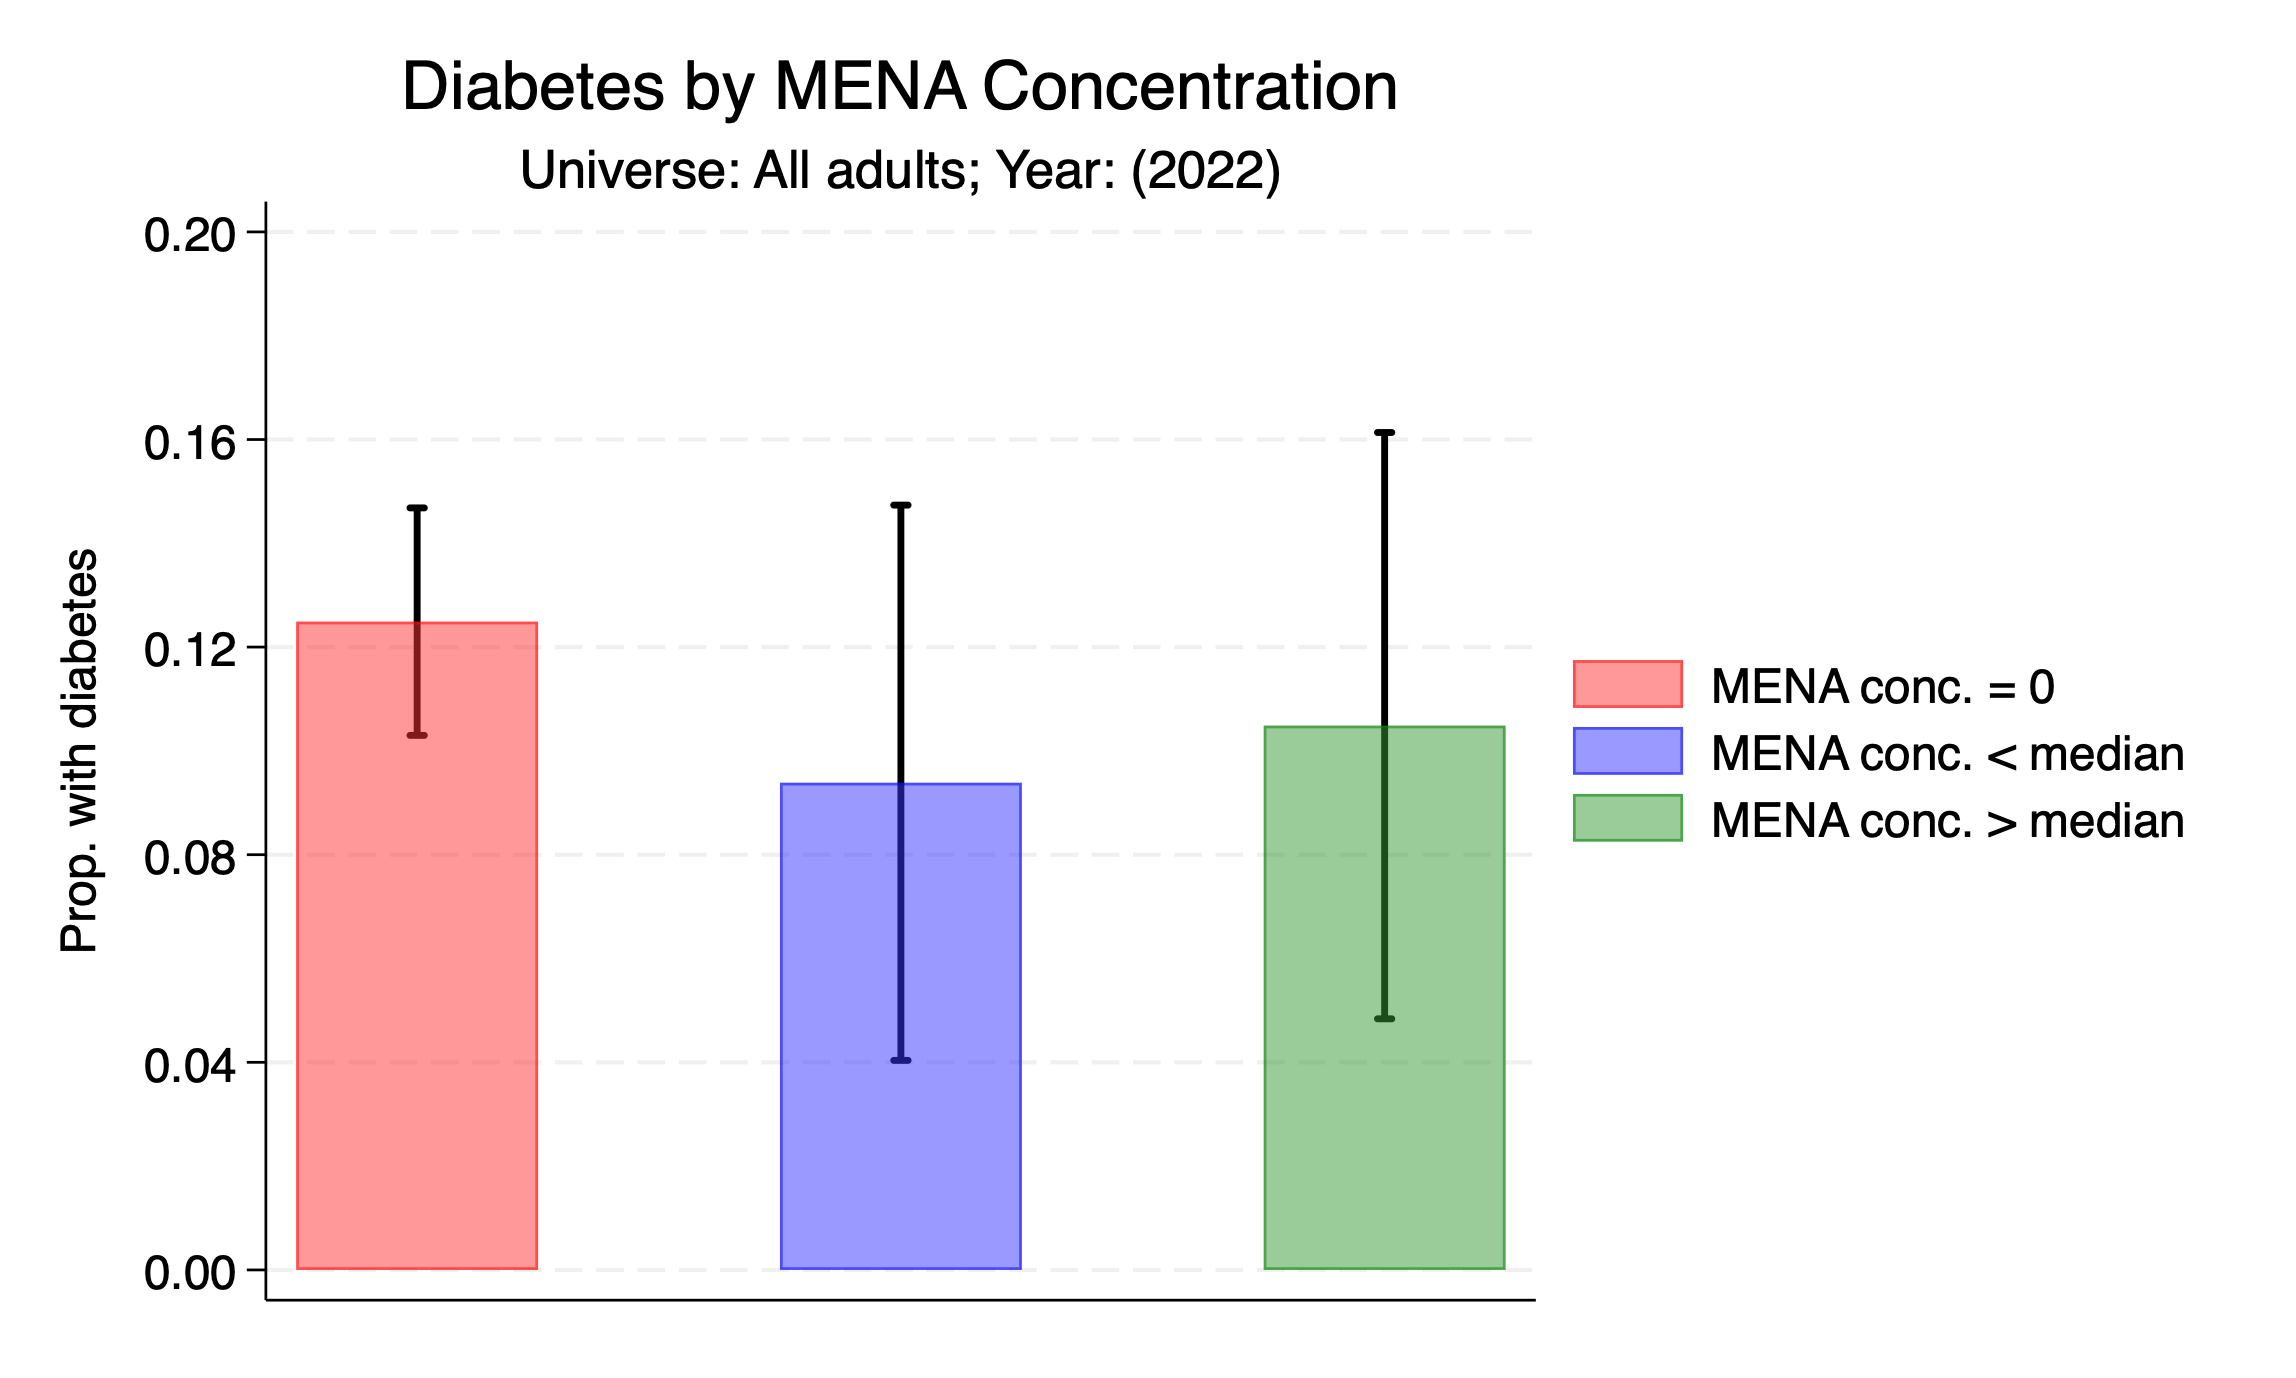 Diabetes by MENA Concentration
Universe: All adults; Year: (2022)
Prop. with diabetes
0.20
0.16
0.12
0.08
0.04
0.00
MENA conc. = 0
MENA conc. < median
MENA conc. > median